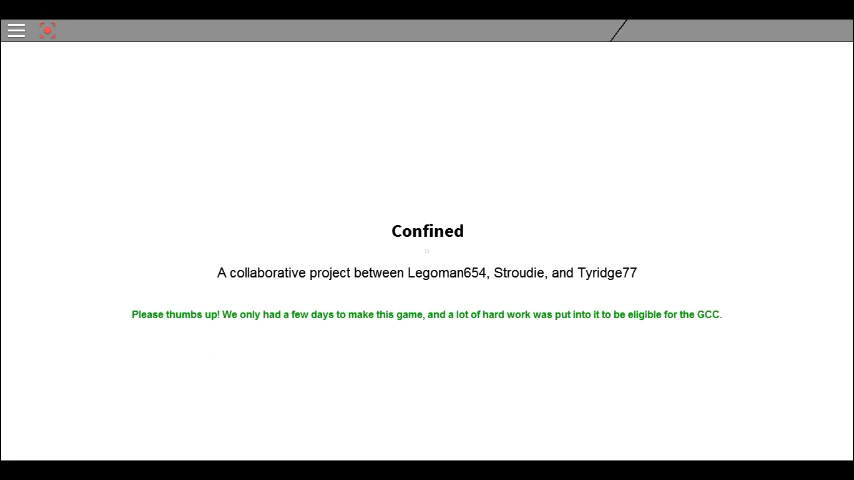 Confined
A collaborative project between Legoman654, Stroudie, and Tyridge77
Please thumbs up! We only had a few days to make this game, and a lot of hard work was put into it to be eligible for the GCC.